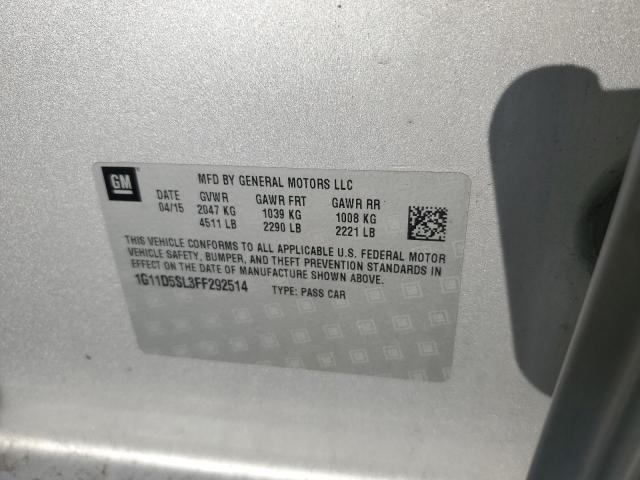 GM
MFD BY GENERAL MOTORS LLC
DATE GVWR GAWR FRT GAWR RR
04/15 2047 KG 1039 KG 1008 KG
4511 LB 2290 LB 2221 LB
THIS VEHICLE CONFORMS TO ALL APPLICABLE U.S. FEDERAL MOTOR
VEHICLE SAFETY, BUMPER, AND THEFT PREVENTION STANDARDS IN
EFFECT ON THE DATE OF MANUFACTURE SHOWN ABOVE.
1G11D5SL3FF292514 TYPE: PASS CAR